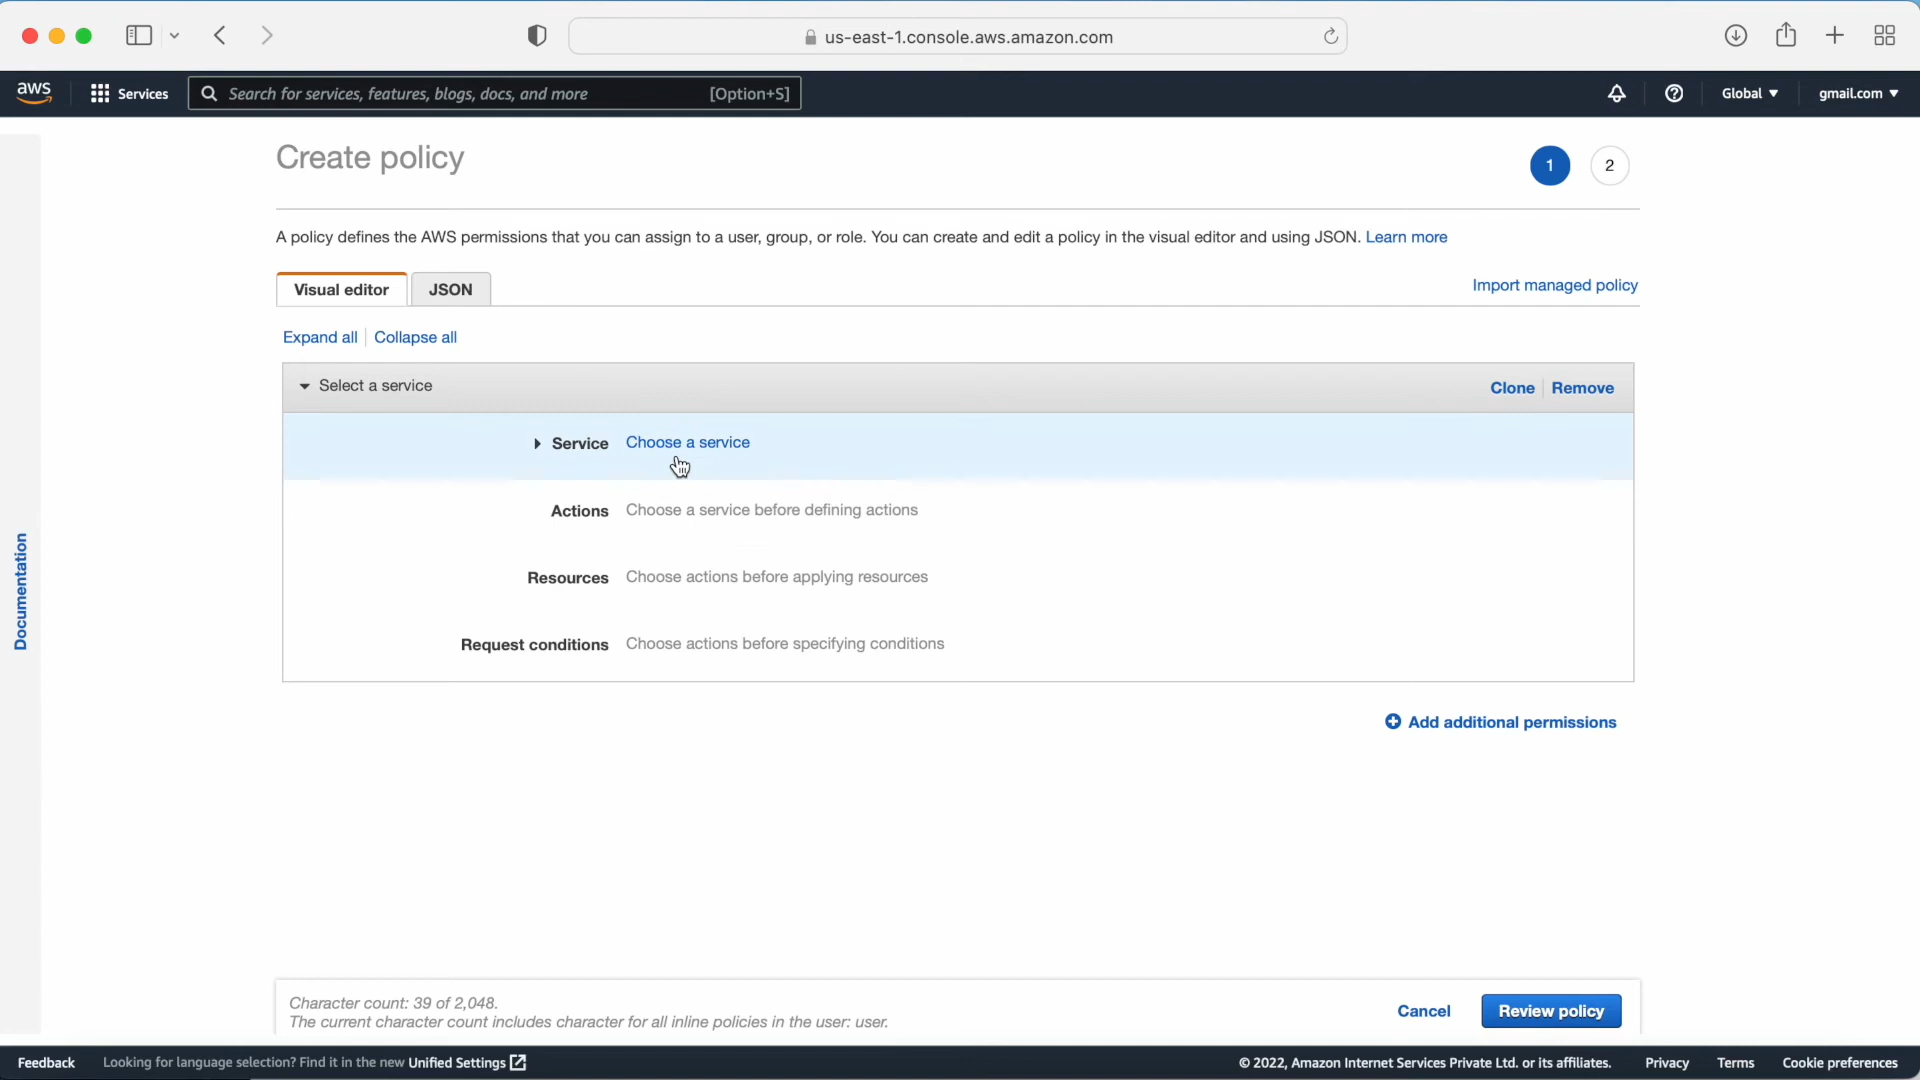 us-east-1.console.aws.amazon.com
aws
Services
Search for services, features, blogs, docs, and more
[Option+S]
Global
gmail.com
Create policy
1
2
A policy defines the AWS permissions that you can assign to a user, group, or role. You can create and edit a policy in the visual editor and using JSON. Learn more
Visual editor
JSON
Import managed policy
Expand all
Collapse all
Select a service
Clone
Remove
Service
Choose a service
Actions
Choose a service before defining actions
Resources
Choose actions before applying resources
Request conditions
Choose actions before specifying conditions
Documentation
Add additional permissions
Character count: 39 of 2,048.
The current character count includes character for all inline policies in the user: user.
Cancel
Review policy
Feedback
Looking for language selection? Find it in the new Unified Settings
© 2022, Amazon Internet Services Private Ltd. or its affiliates.
Privacy
Terms
Cookie preferences